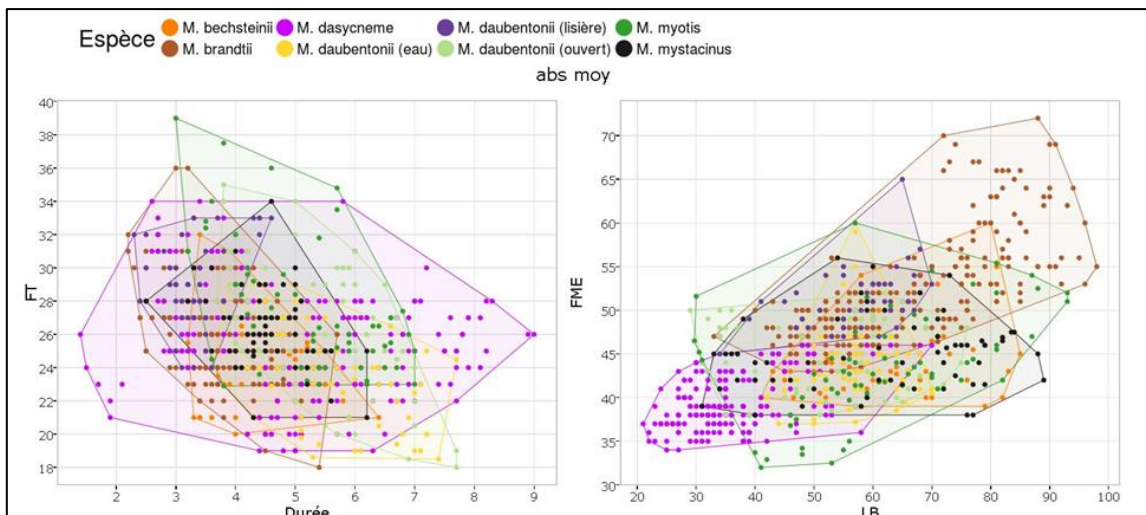 Espèce
M. bechsteinii M. dasycneme M. daubentonii (lisière) M. myotis
M. brandtii M. daubentonii (eau) M. daubentonii (ouvert) M. mystacinus
abs moy
FT
40
38
36
34
32
30
28
26
24
22
20
18
2 3 4 5 6 7 8 9
Durée
FME
70
65
60
55
50
45
40
35
30
20 30 40 50 60 70 80 90 100
LB